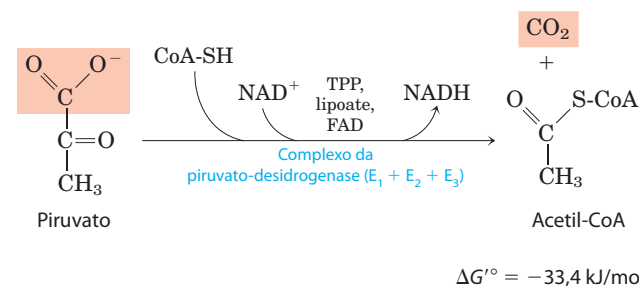 CO₂
+
O O⁻
C
C=O
CH₃
Piruvato
CoA-SH
NAD⁺
TPP,
lipoate,
FAD
NADH
Complexo da
piruvato-desidrogenase (E₁ + E₂ + E₃)
O S-CoA
C
CH₃
Acetil-CoA
ΔG′° = −33,4 kJ/mo